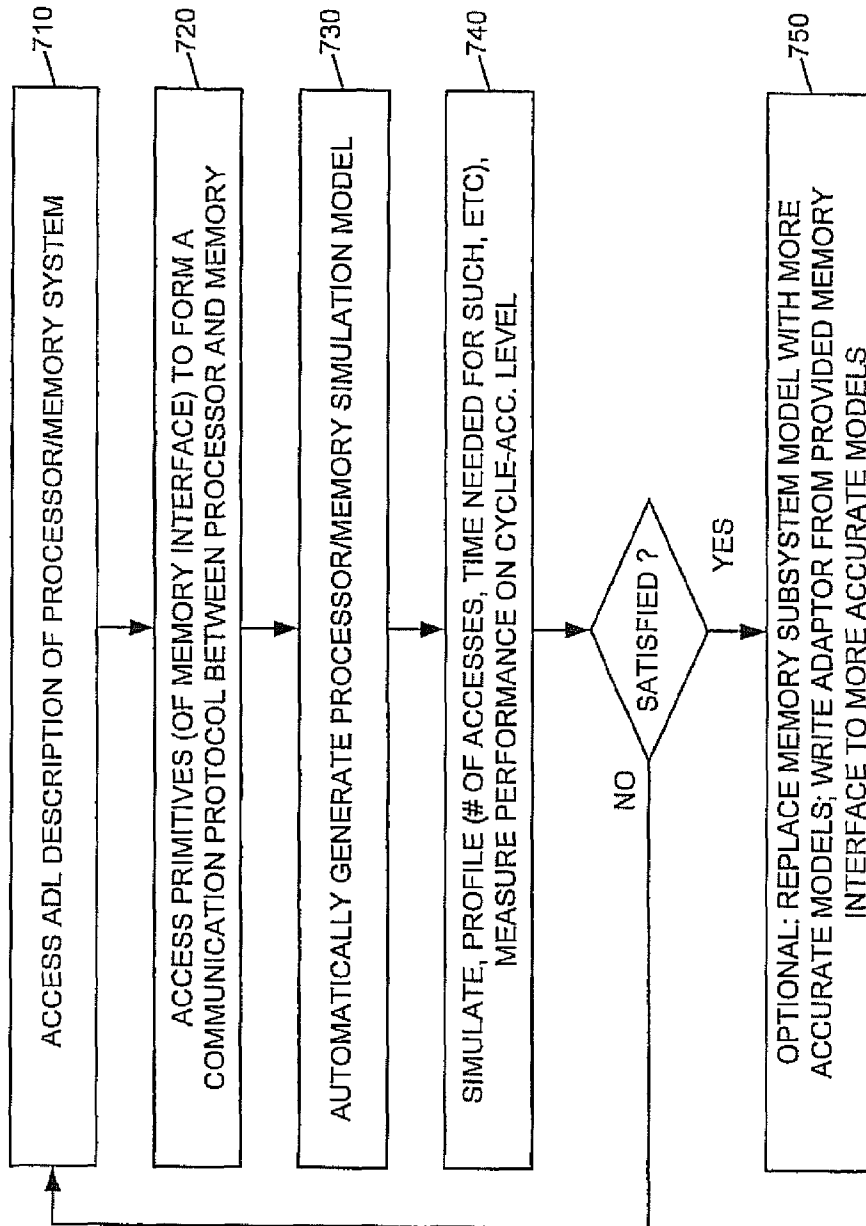 710
ACCESS ADL DESCRIPTION OF PROCESSOR/MEMORY SYSTEM
720
ACCESS PRIMITIVES (OF MEMORY INTERFACE) TO FORM A
COMMUNICATION PROTOCOL BETWEEN PROCESSOR AND MEMORY
730
AUTOMATICALLY GENERATE PROCESSOR/MEMORY SIMULATION MODEL
740
SIMULATE, PROFILE (# OF ACCESSES, TIME NEEDED FOR SUCH, ETC),
MEASURE PERFORMANCE ON CYCLE-ACC. LEVEL
SATISFIED ?
NO
YES
750
OPTIONAL: REPLACE MEMORY SUBSYSTEM MODEL WITH MORE
ACCURATE MODELS; WRITE ADAPTOR FROM PROVIDED MEMORY
INTERFACE TO MORE ACCURATE MODELS